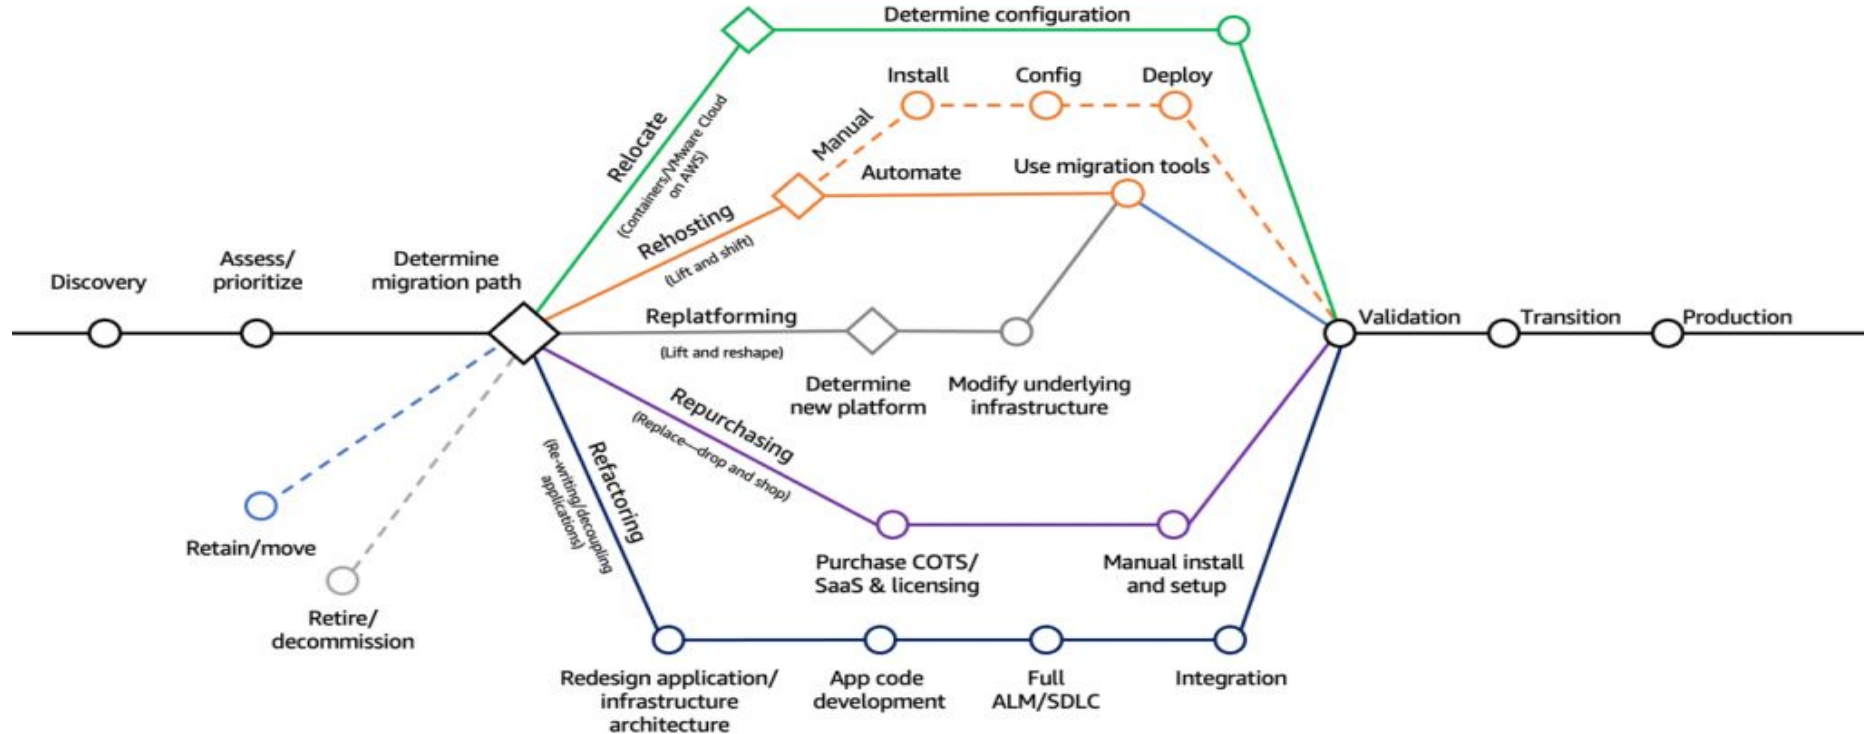 Determine configuration
Install
Config
Deploy
Manual
Relocate
(Containers/VMware Cloud
on AWS)
Automate
Use migration tools
Rehosting
(Lift and shift)
Discovery
Assess/
prioritize
Determine
migration path
Replatforming
(Lift and reshape)
Validation
Transition
Production
Determine
new platform
Modify underlying
infrastructure
Repurchasing
(Replace—drop and shop)
Refactoring
(Re-writing/decoupling
applications)
Retain/move
Retire/
decommission
Purchase COTS/
SaaS & licensing
Manual install
and setup
Redesign application/
infrastructure
architecture
App code
development
Full
ALM/SDLC
Integration